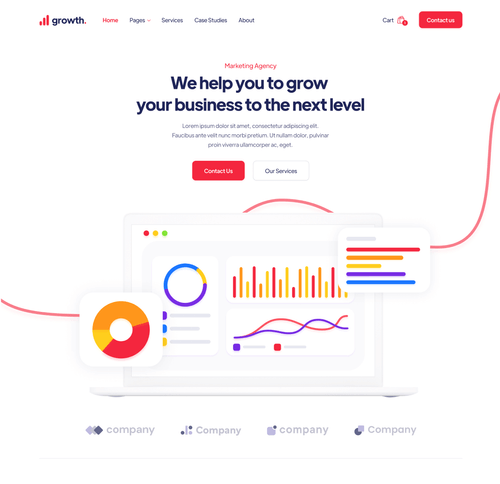 growth.
Home
Pages
Services
Case Studies
About
Cart
Contact us
Marketing Agency
We help you to grow
your business to the next level
Lorem ipsum dolor sit amet, consectetur adipiscing elit.
Faucibus ante velit nunc morbi pretium. Ut nullam dolor, pulvinar
proin viverra ullamcorper ac, eget.
Contact Us
Our Services
company
Company
company
Company